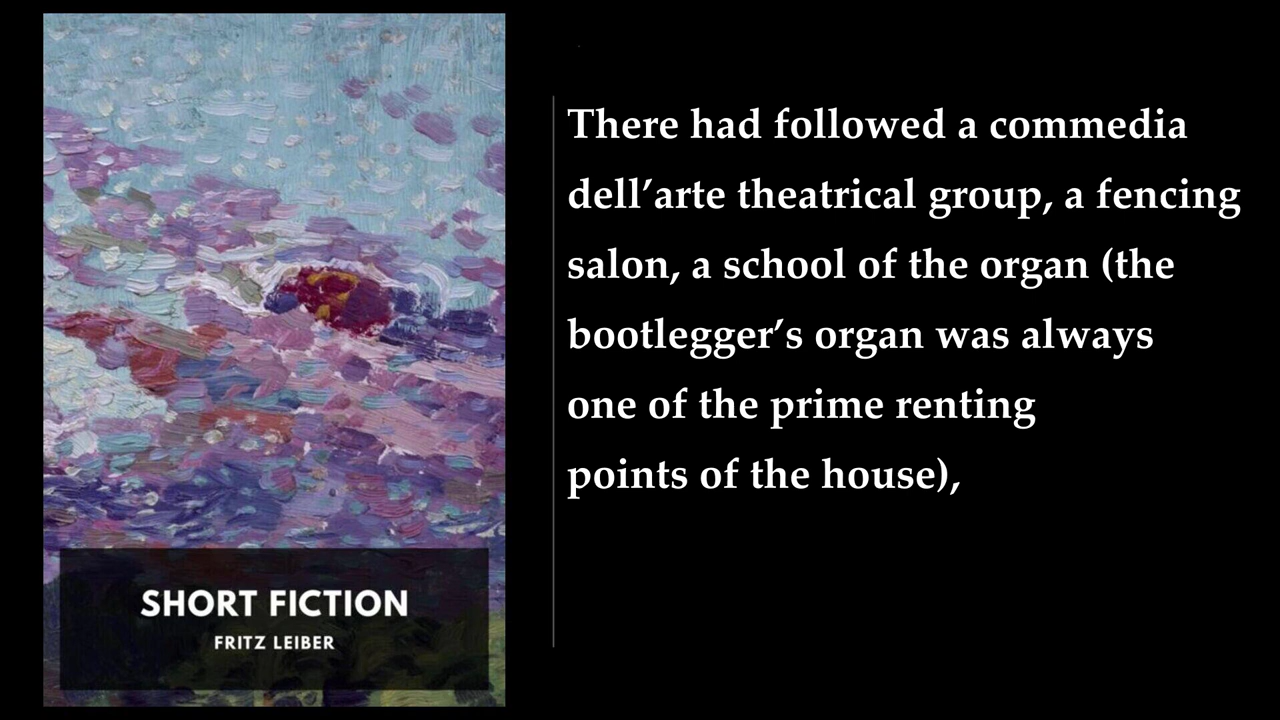 There had followed a commedia
dell’arte theatrical group, a fencing
salon, a school of the organ (the
bootlegger’s organ was always
one of the prime renting
points of the house),
SHORT FICTION
FRITZ LEIBER